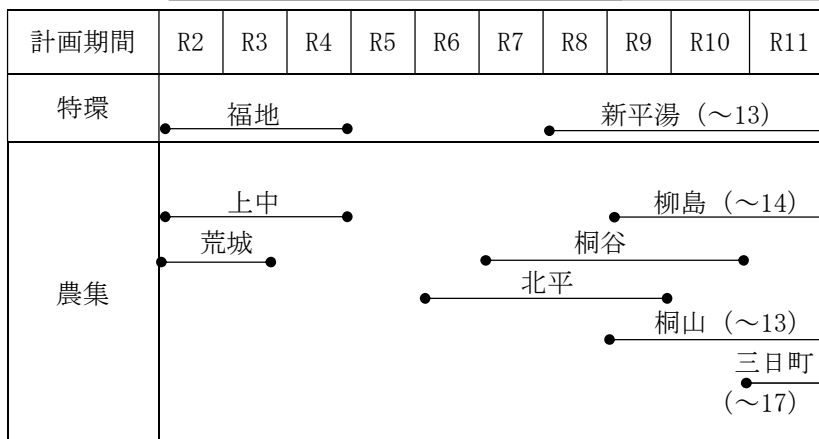 計画期間 R2 R3 R4 R5 R6 R7 R8 R9 R10 R11
特環 福地 新平湯（～13）
上中 柳島（～14）
荒城 桐谷
農集 北平
桐山（～13）
三日町
（～17）